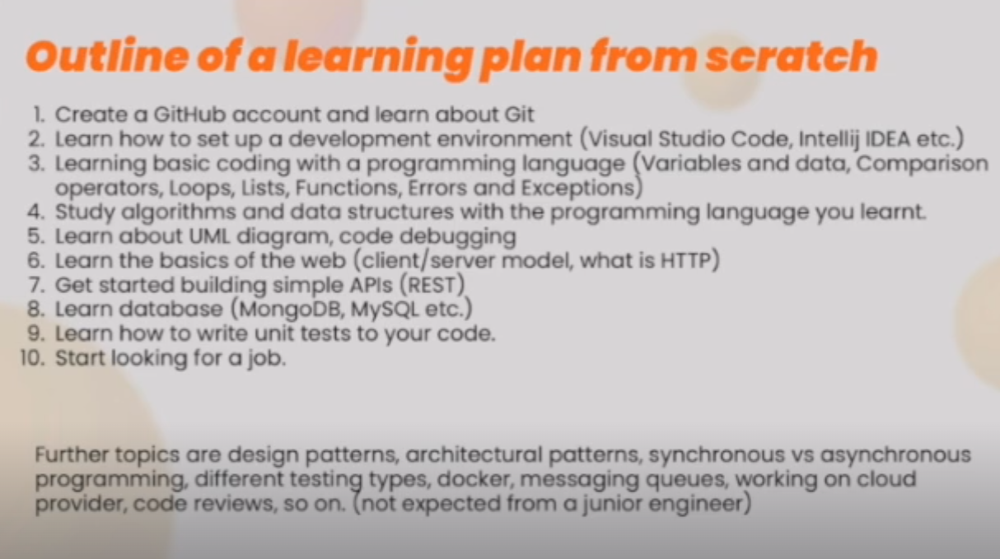 Outline of a learning plan from scratch
1. Create a GitHub account and learn about Git
2. Learn how to set up a development environment (Visual Studio Code, Intellij IDEA etc.)
3. Learning basic coding with a programming language (Variables and data, Comparison
operators, Loops, Lists, Functions, Errors and Exceptions)
4. Study algorithms and data structures with the programming language you learnt.
5. Learn about UML diagram, code debugging
6. Learn the basics of the web (client/server model, what is HTTP)
7. Get started building simple APIs (REST)
8. Learn database (MongoDB, MySQL etc.)
9. Learn how to write unit tests to your code.
10. Start looking for a job.
Further topics are design patterns, architectural patterns, synchronous vs asynchronous
programming, different testing types, docker, messaging queues, working on cloud
provider, code reviews, so on. (not expected from a junior engineer)